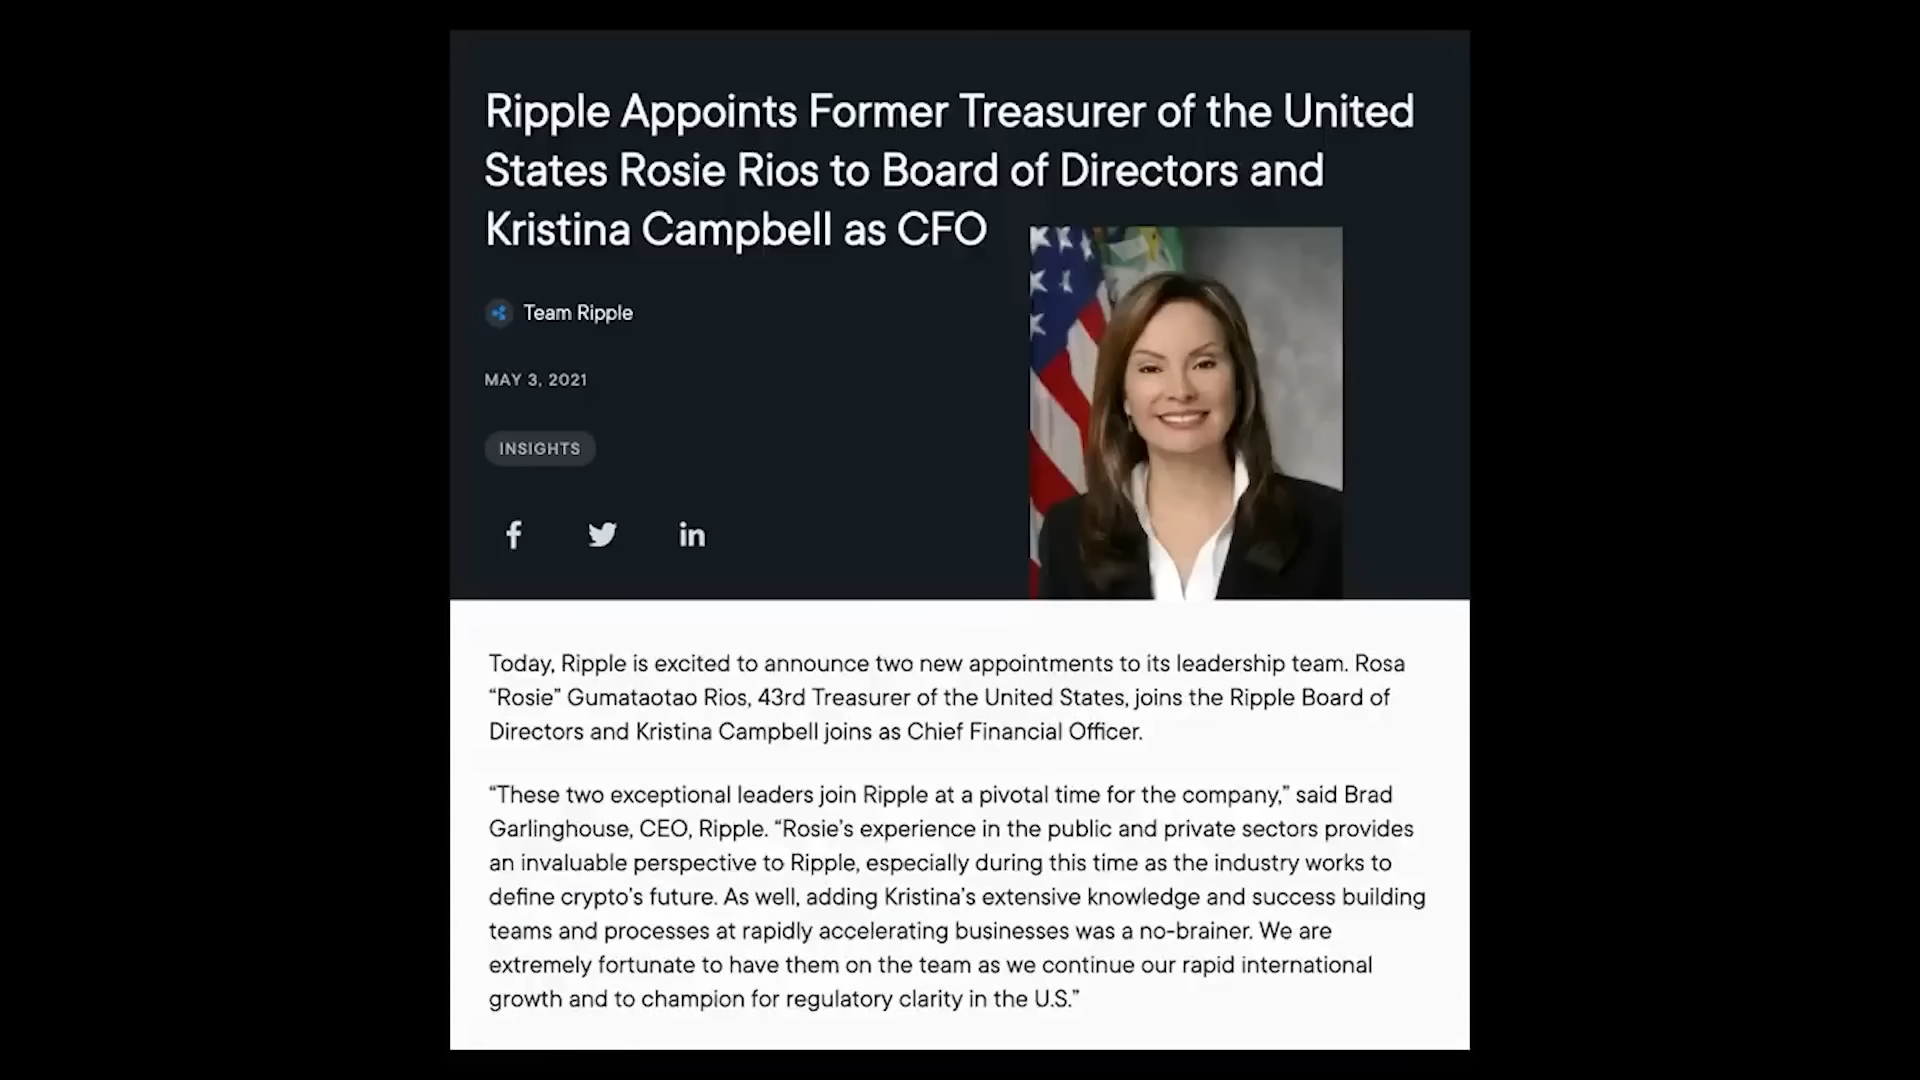 Ripple Appoints Former Treasurer of the United
States Rosie Rios to Board of Directors and
Kristina Campbell as CFO
Team Ripple
MAY 3, 2021
INSIGHTS
Today, Ripple is excited to announce two new appointments to its leadership team. Rosa
“Rosie” Gumataotao Rios, 43rd Treasurer of the United States, joins the Ripple Board of
Directors and Kristina Campbell joins as Chief Financial Officer.
“These two exceptional leaders join Ripple at a pivotal time for the company,” said Brad
Garlinghouse, CEO, Ripple. “Rosie’s experience in the public and private sectors provides
an invaluable perspective to Ripple, especially during this time as the industry works to
define crypto’s future. As well, adding Kristina’s extensive knowledge and success building
teams and processes at rapidly accelerating businesses was a no-brainer. We are
extremely fortunate to have them on the team as we continue our rapid international
growth and to champion for regulatory clarity in the U.S.”